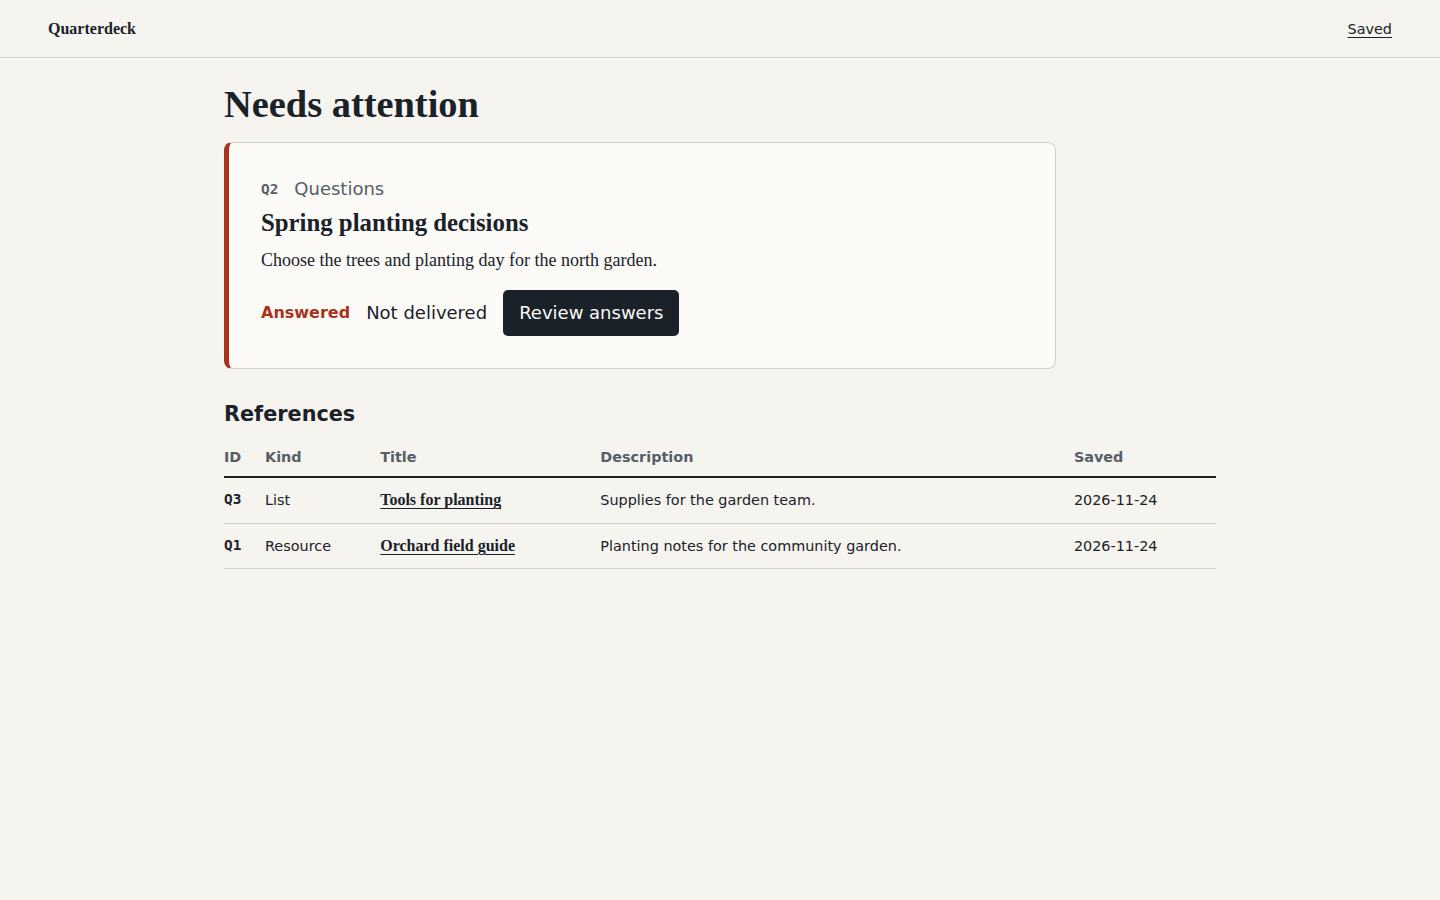 Quarterdeck Saved
Needs attention
Q2 Questions
Spring planting decisions
Choose the trees and planting day for the north garden.
Answered Not delivered Review answers
References
ID Kind Title Description Saved
Q3 List Tools for planting Supplies for the garden team. 2026-11-24
Q1 Resource Orchard field guide Planting notes for the community garden. 2026-11-24